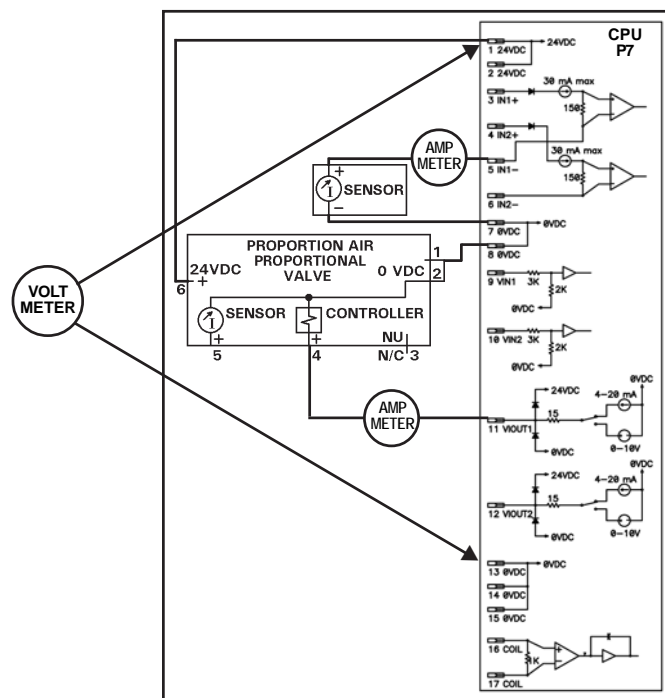 CPU
P7
1 24VDC
24VDC
2 24VDC
30 mA max
3 IN1+
150
4 IN2+
30 mA max
5 IN1-
150
6 IN2-
7 0VDC
0VDC
8 0VDC
9 VIN1
3K
2K
0VDC
10 VIN2
3K
2K
0VDC
24VDC
0VDC
4-20 mA
15
11 VIOUT1
0VDC
0-10V
24VDC
0VDC
4-20 mA
15
12 VIOUT2
0VDC
0-10V
13 0VDC
0VDC
14 0VDC
15 0VDC
16 COIL
1K
17 COIL
AMP
METER
+
I
SENSOR
−
PROPORTION AIR
PROPORTIONAL
VALVE
1
2
24VDC
+
6
0 VDC
I
SENSOR
+
5
CONTROLLER
+
4
NU
N/C
3
VOLT
METER
AMP
METER